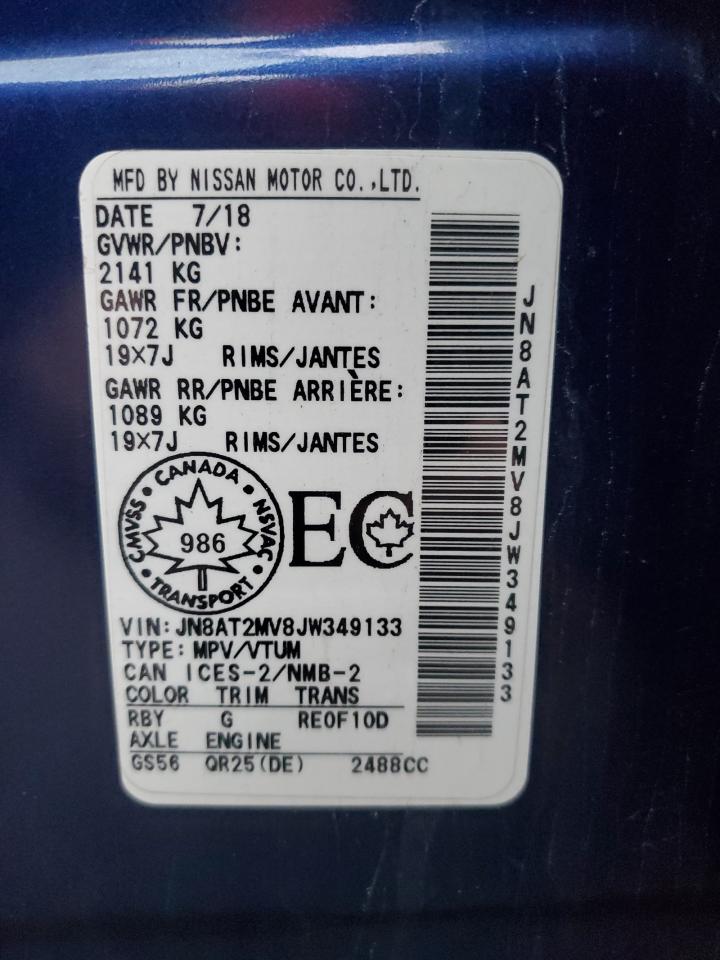 MFD BY NISSAN MOTOR CO.,LTD.
DATE 7/18
GVWR/PNBV:
2141 KG
GAWR FR/PNBE AVANT:
1072 KG
19×7J RIMS/JANTES
GAWR RR/PNBE ARRIÈRE:
1089 KG
19×7J RIMS/JANTES
CANADA
CMVSS NSVAC
986
TRANSPORT
EC
VIN:JN8AT2MV8JW349133
TYPE:MPV/VTUM
CAN ICES-2/NMB-2
COLOR TRIM TRANS
RBY G RE0F10D
AXLE ENGINE
GS56 QR25(DE) 2488CC
JN8AT2MV8JW349133